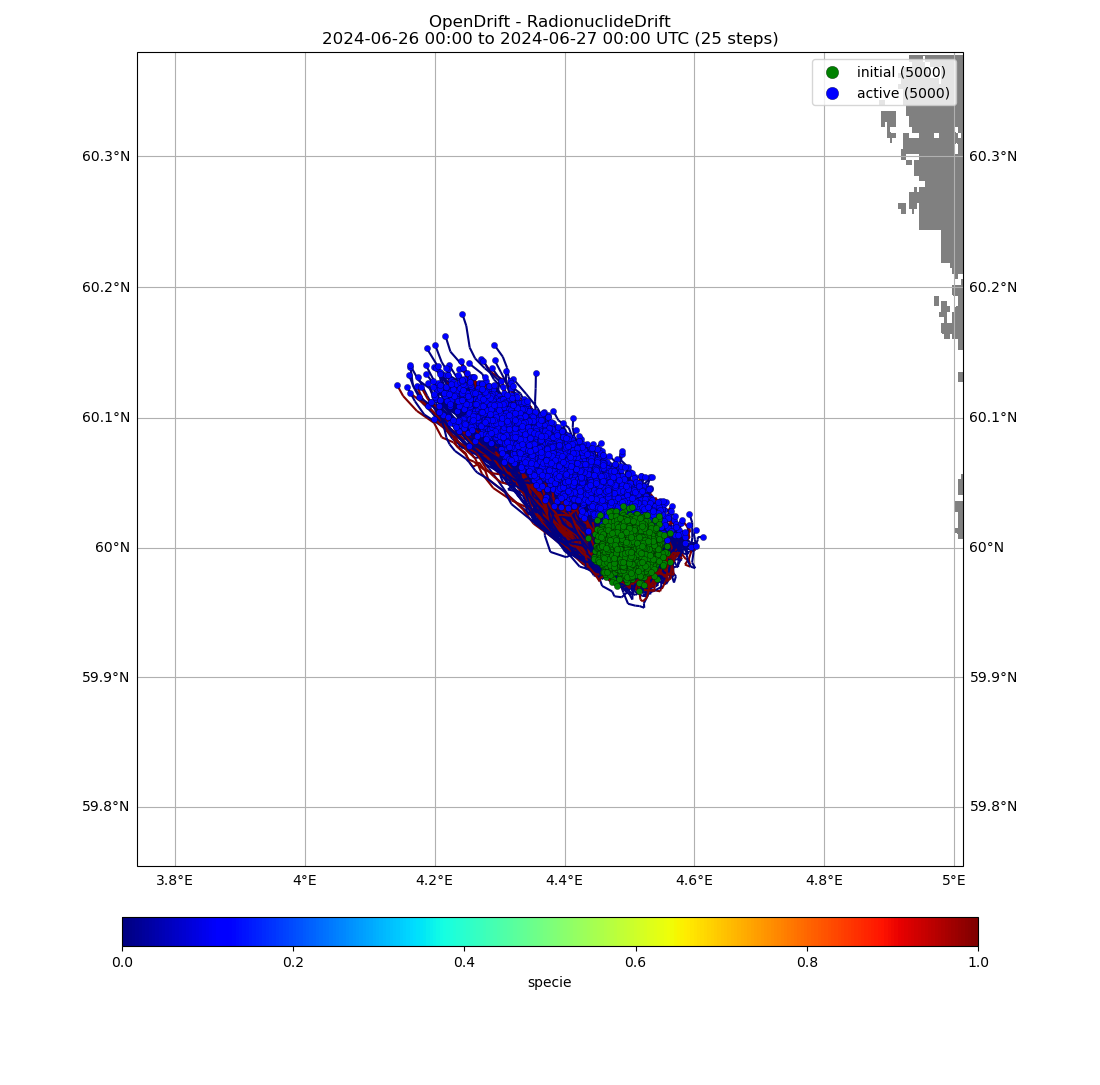 OpenDrift - RadionuclideDrift
2024-06-26 00:00 to 2024-06-27 00:00 UTC (25 steps)
initial (5000)
active (5000)
60.3°N 60.3°N
60.2°N 60.2°N
60.1°N 60.1°N
60°N 60°N
59.9°N 59.9°N
59.8°N 59.8°N
3.8°E 4°E 4.2°E 4.4°E 4.6°E 4.8°E 5°E
0.0 0.2 0.4 0.6 0.8 1.0
specie